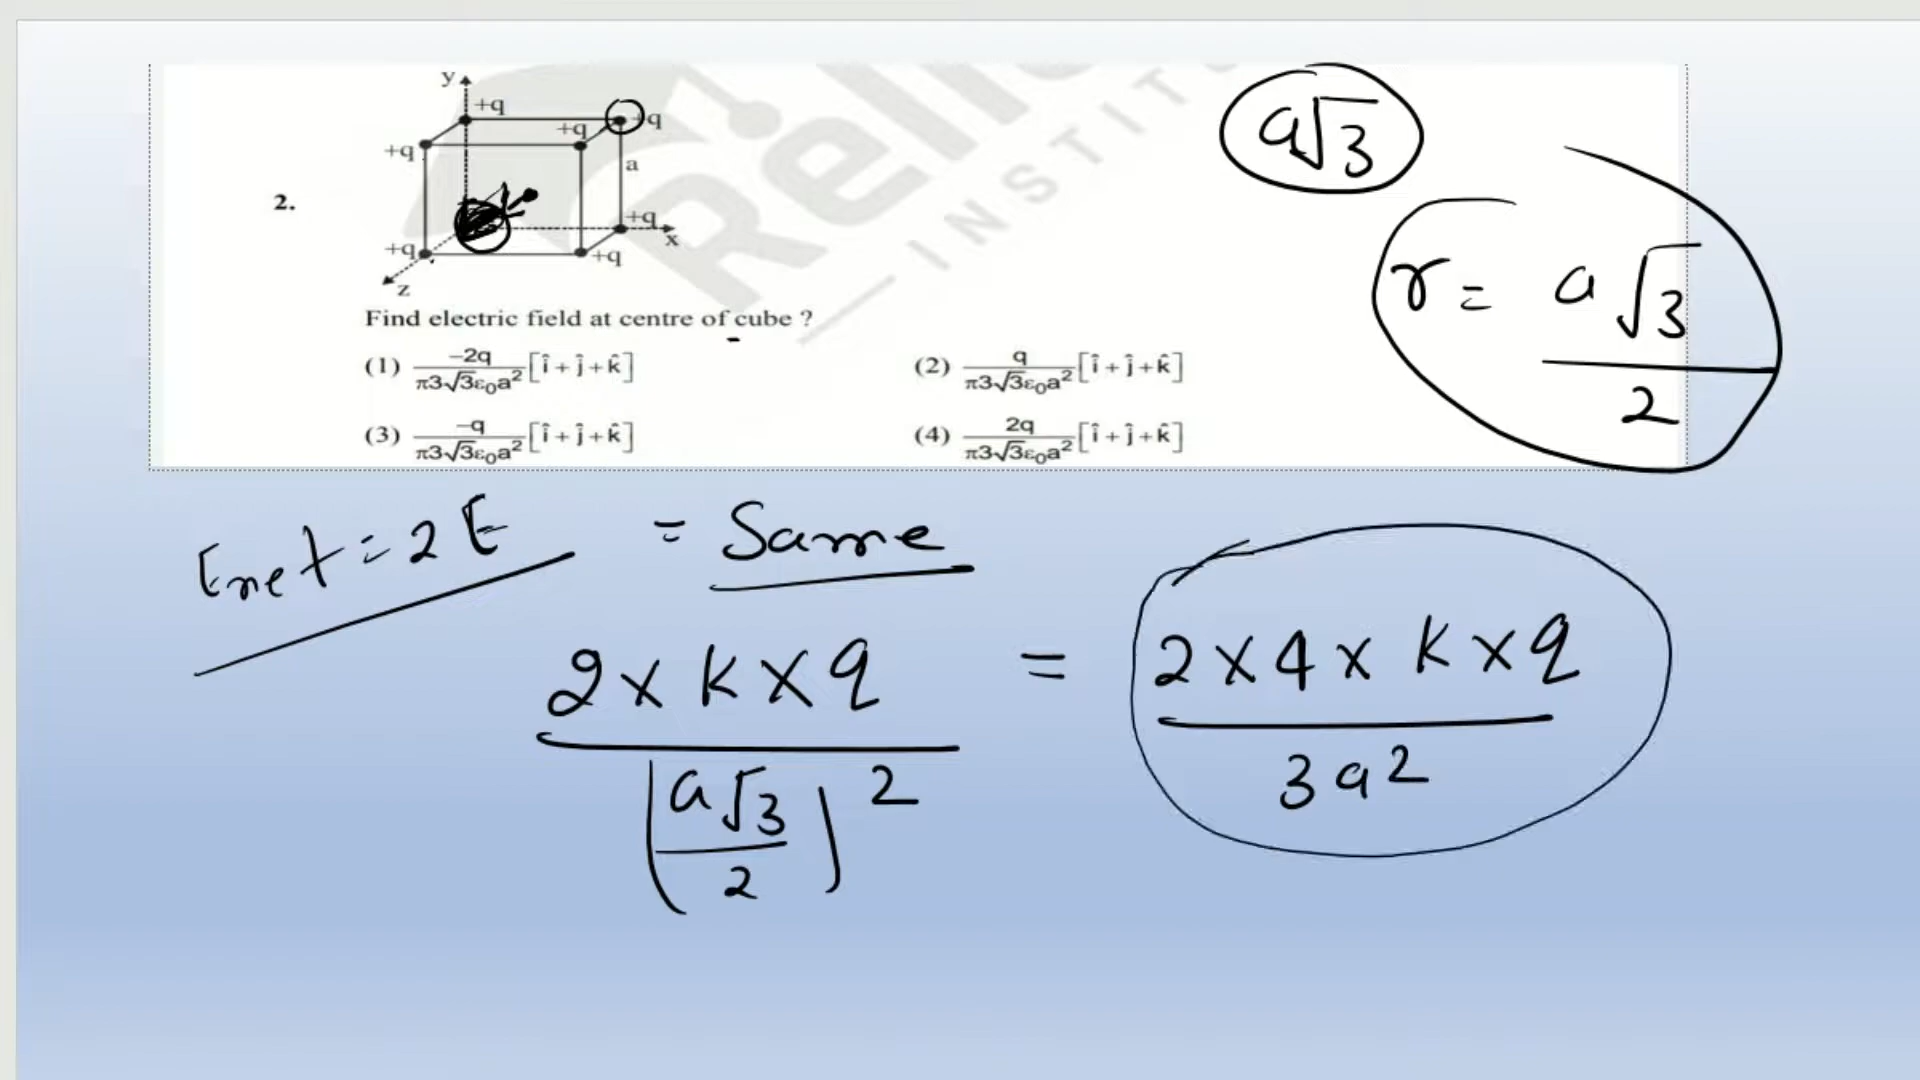 y
+q
+q
+q
+q
a
2.
+q
x
+q
+q
z
Find electric field at centre of cube ?
(1) −2q / π3√3ε₀a² [î + ĵ + k̂]
(2) q / π3√3ε₀a² [î + ĵ + k̂]
(3) −q / π3√3ε₀a² [î + ĵ + k̂]
(4) 2q / π3√3ε₀a² [î + ĵ + k̂]
INSTIT
a√3
r = a√3 / 2
Enet = 2E = Same
2 × k × q / (a√3 / 2)² = 2 × 4 × k × q / 3a²